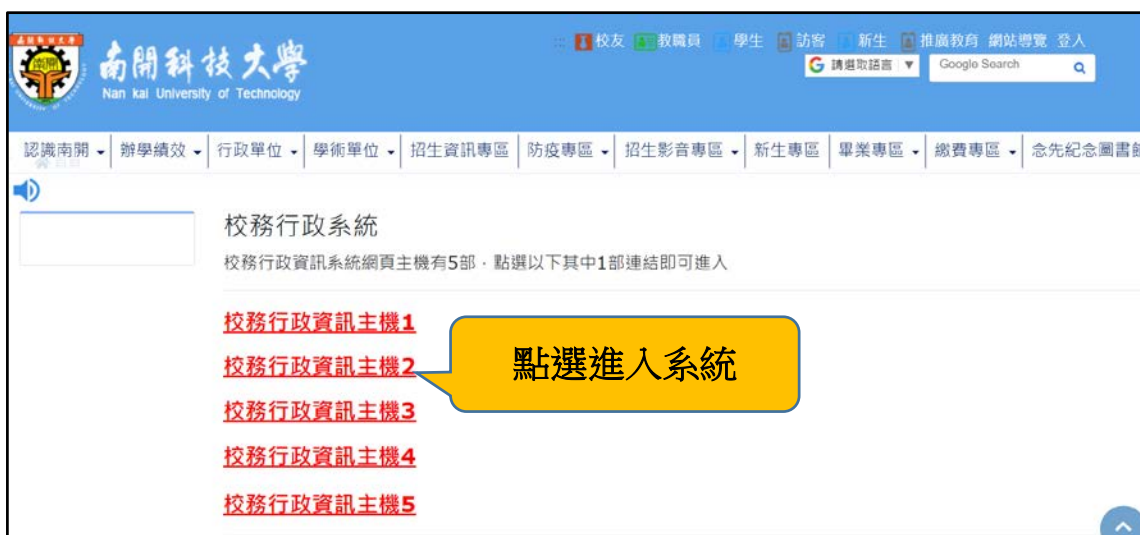 南開科技大學
Nan kai University of Technology
校友 教職員 學生 訪客 新生 推廣教育 網站導覽 登入
請選取語言 ▼ Google Search
認識南開 辦學績效 行政單位 學術單位 招生資訊專區 防疫專區 招生影音專區 新生專區 畢業專區 繳費專區 念先紀念圖書館
校務行政系統
校務行政資訊系統網頁主機有5部，點選以下其中1部連結即可進入
校務行政資訊主機1
校務行政資訊主機2
點選進入系統
校務行政資訊主機3
校務行政資訊主機4
校務行政資訊主機5